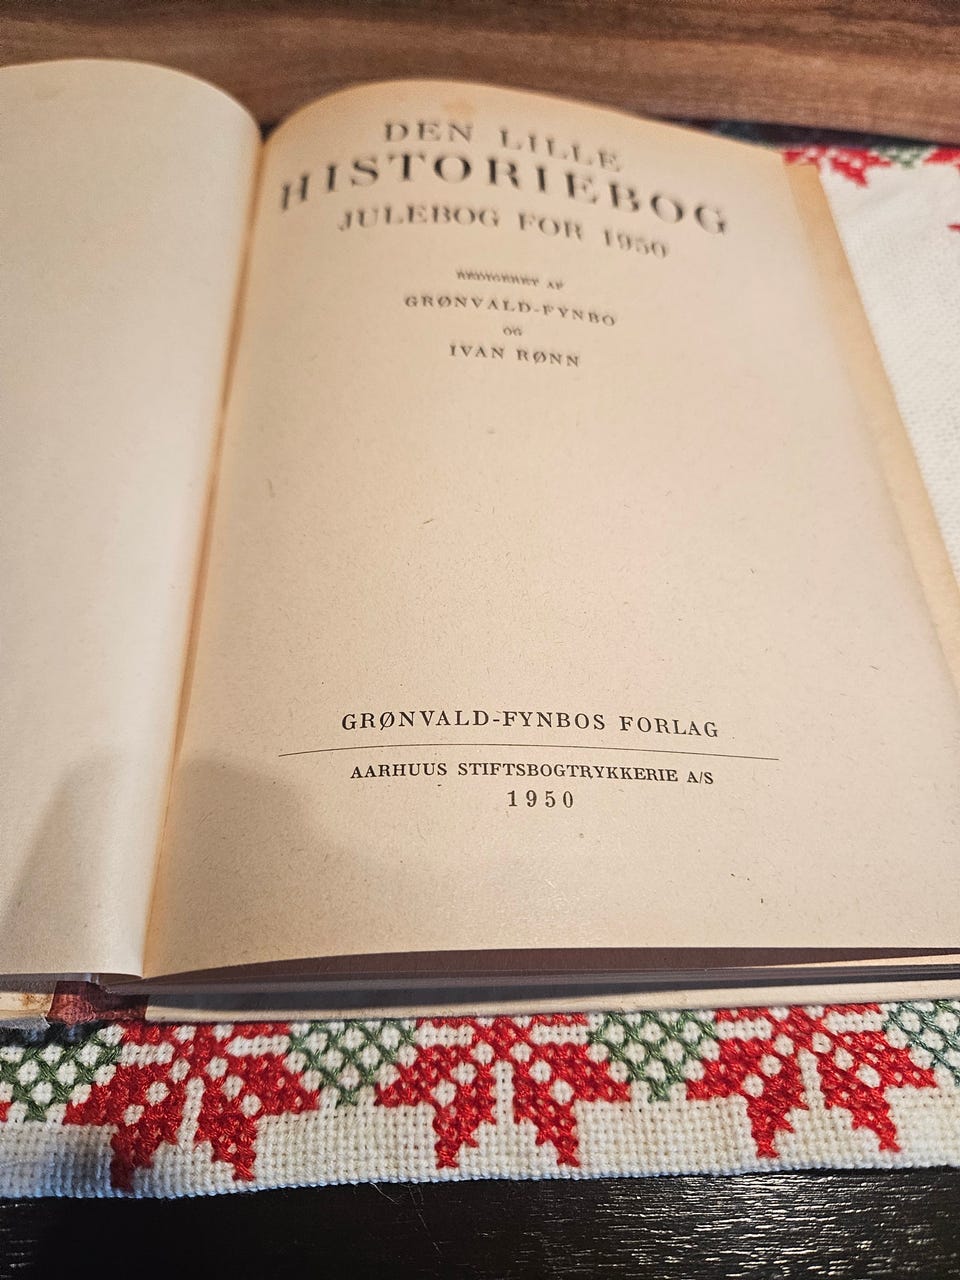 DEN LILLE
HISTORIEBOG
JULEBOG FOR 1950
REDIGERET AF
GRØNVALD-FYNBO
OG
IVAN RØNN
GRØNVALD-FYNBOS FORLAG
AARHUUS STIFTSBOGTRYKKERIE A/S
1950